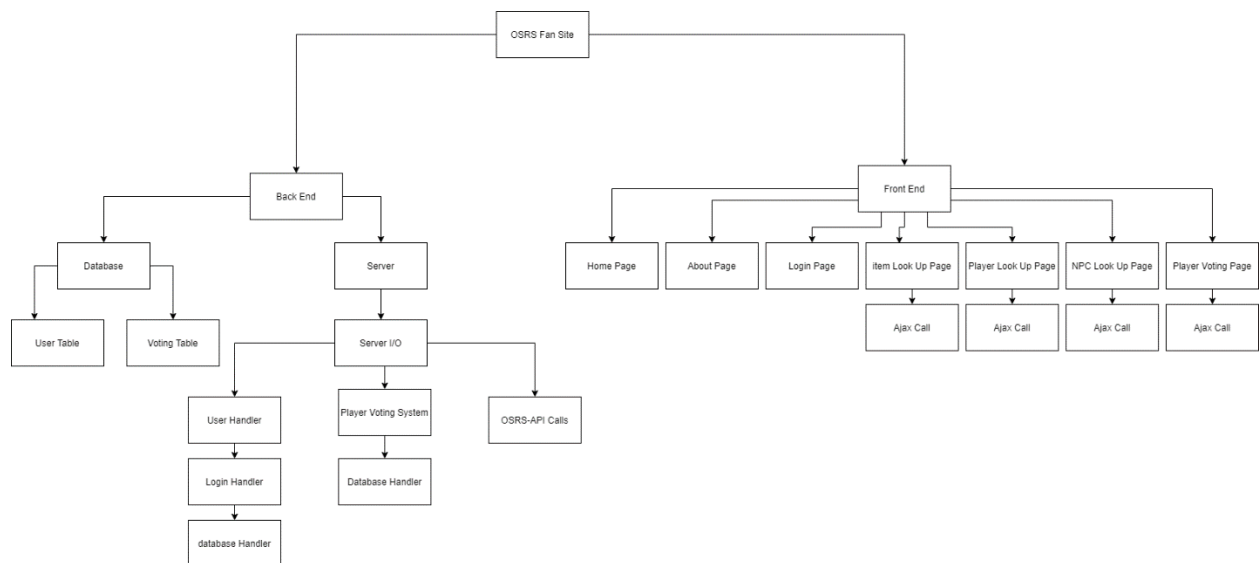 OSRS Fan Site
Back End
Front End
Database
Server
Home Page
About Page
Login Page
item Look Up Page
Player Look Up Page
NPC Look Up Page
Player Voting Page
User Table
Voting Table
Server I/O
Ajax Call
Ajax Call
Ajax Call
Ajax Call
User Handler
Player Voting System
OSRS-API Calls
Login Handler
Database Handler
database Handler